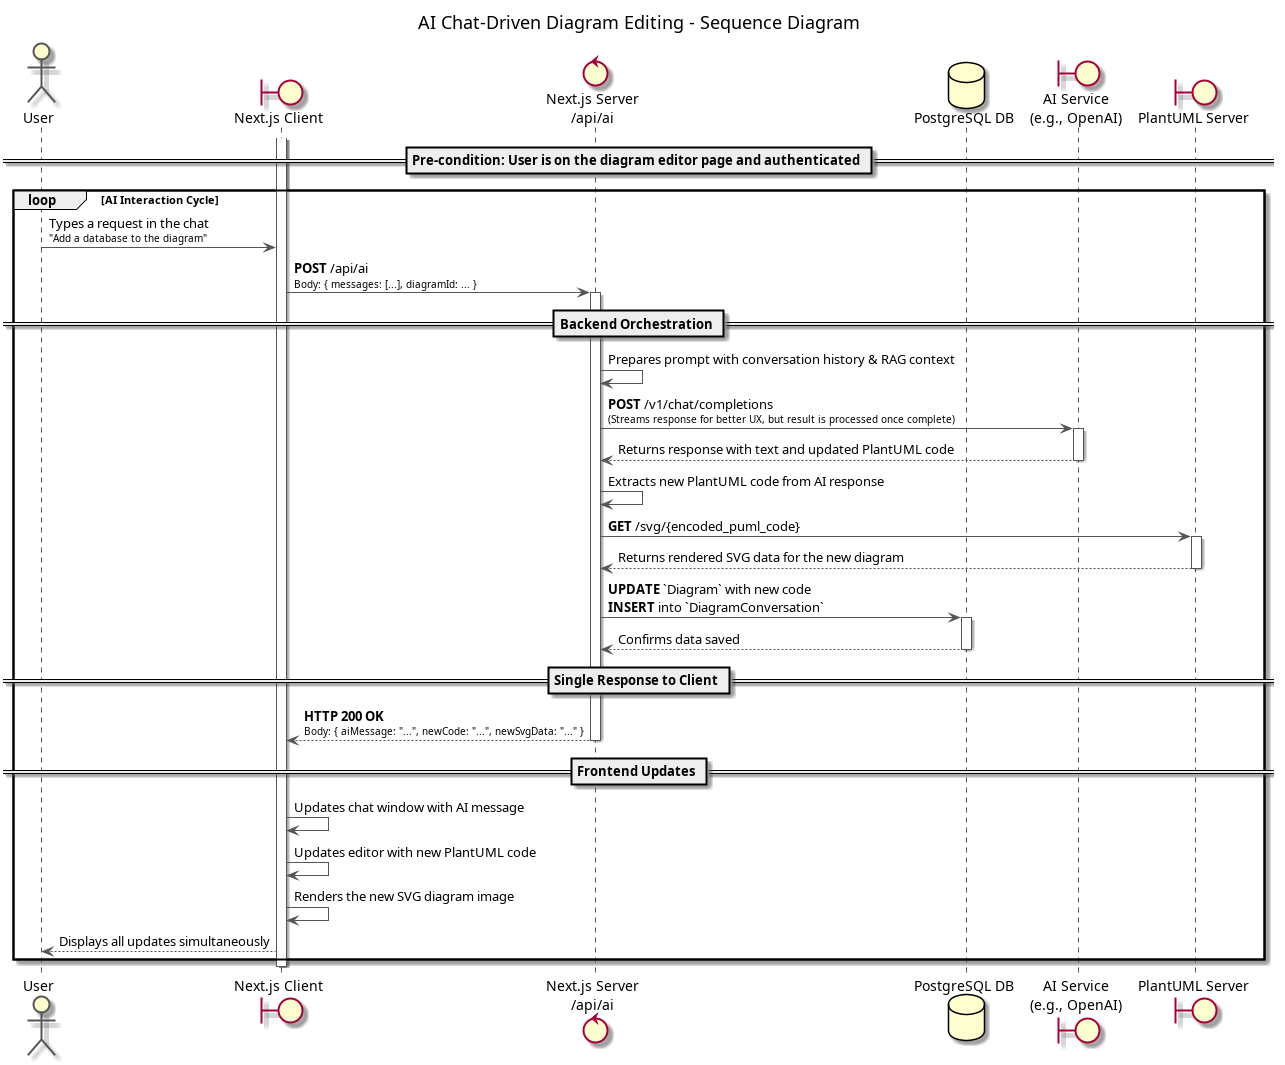 AI Chat-Driven Diagram Editing - Sequence Diagram
User
Next.js Client
Next.js Server
/api/ai
PostgreSQL DB
AI Service
(e.g., OpenAI)
PlantUML Server
Pre-condition: User is on the diagram editor page and authenticated
loop
[AI Interaction Cycle]
Types a request in the chat
"Add a database to the diagram"
POST /api/ai
Body: { messages: [...], diagramId: ... }
Backend Orchestration
Prepares prompt with conversation history & RAG context
POST /v1/chat/completions
(Streams response for better UX, but result is processed once complete)
Returns response with text and updated PlantUML code
Extracts new PlantUML code from AI response
GET /svg/{encoded_puml_code}
Returns rendered SVG data for the new diagram
UPDATE `Diagram` with new code
INSERT into `DiagramConversation`
Confirms data saved
Single Response to Client
HTTP 200 OK
Body: { aiMessage: "...", newCode: "...", newSvgData: "..." }
Frontend Updates
Updates chat window with AI message
Updates editor with new PlantUML code
Renders the new SVG diagram image
Displays all updates simultaneously
User
Next.js Client
Next.js Server
/api/ai
PostgreSQL DB
AI Service
(e.g., OpenAI)
PlantUML Server